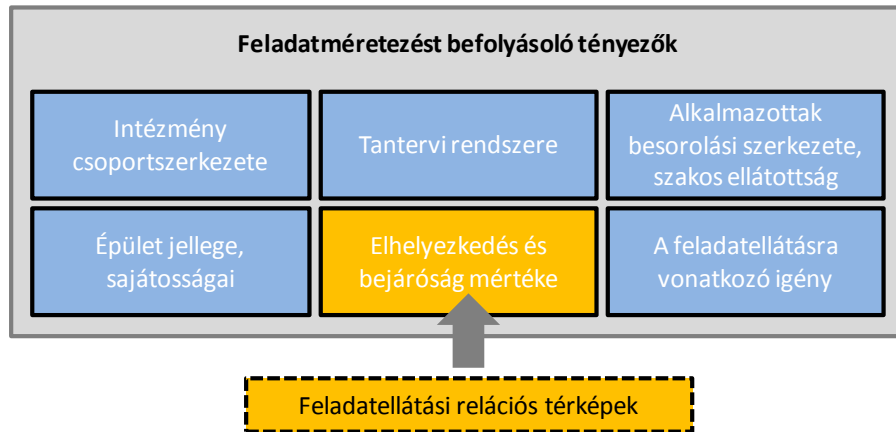 Feladatméretezést befolyásoló tényezők
Intézmény
csoportszerkezete
Tantervi rendszere
Alkalmazottak
besorolási szerkezete,
szakos ellátottság
Épület jellege,
sajátosságai
Elhelyezkedés és
bejáróság mértéke
A feladatellátásra
vonatkozó igény
Feladatellátási relációs térképek